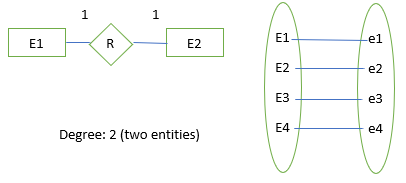 1 1
E1 R E2
Degree: 2 (two entities)
E1 e1
E2 e2
E3 e3
E4 e4